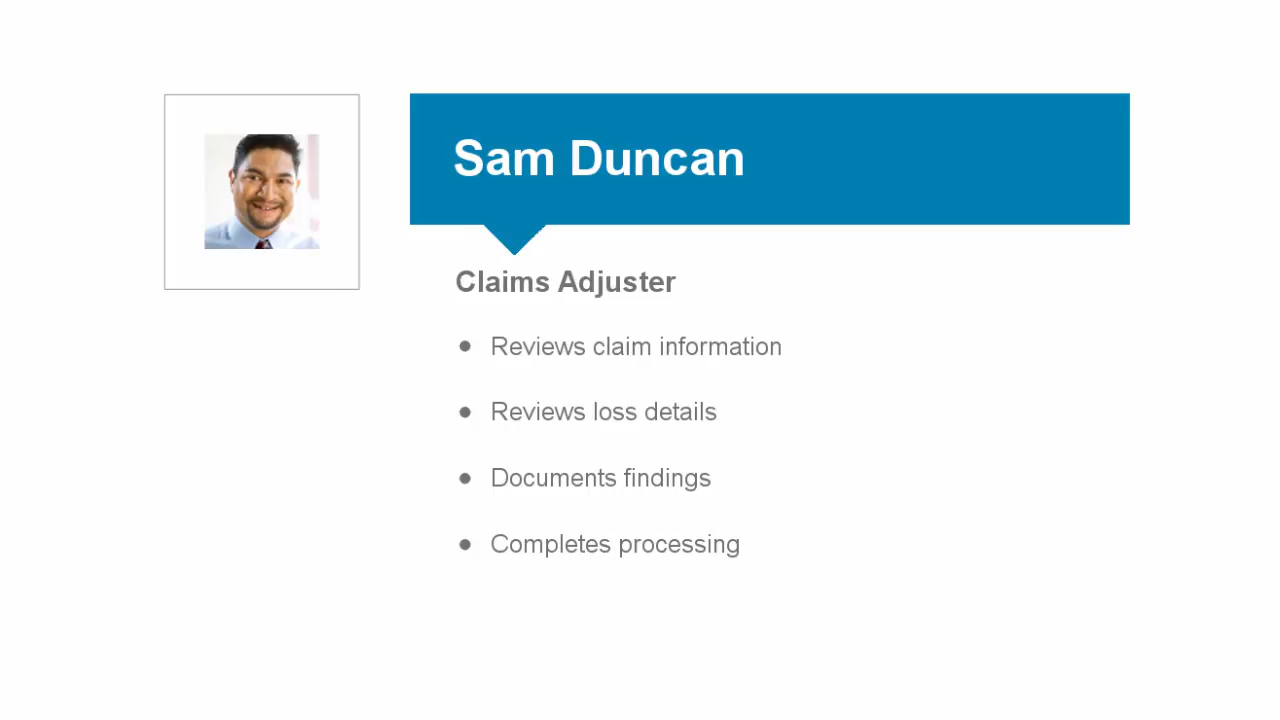 Sam Duncan
Claims Adjuster
Reviews claim information
Reviews loss details
Documents findings
Completes processing